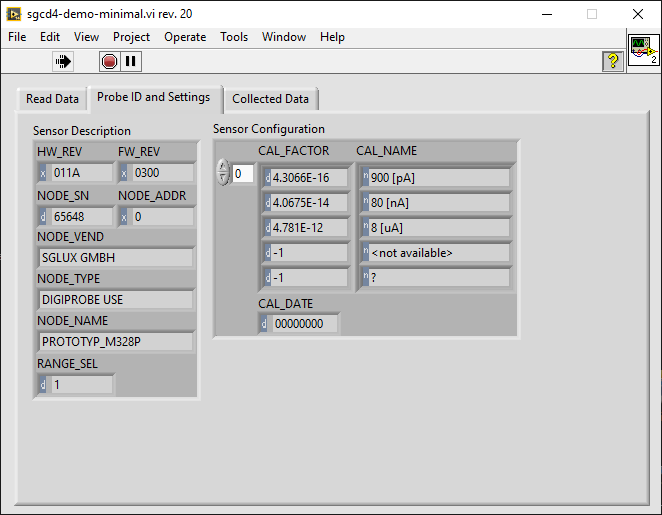 sgcd4-demo-minimal.vi rev. 20
File Edit View Project Operate Tools Window Help
?
2
Read Data Probe ID and Settings Collected Data
Sensor Description
HW_REV FW_REV
x 011A x 0300
NODE_SN NODE_ADDR
d 65648 x 0
NODE_VEND
SGLUX GMBH
NODE_TYPE
DIGIPROBE USE
NODE_NAME
PROTOTYP_M328P
RANGE_SEL
d 1
Sensor Configuration
CAL_FACTOR CAL_NAME
0 d 4.3066E-16 n 900 [pA]
d 4.0675E-14 n 80 [nA]
d 4.781E-12 n 8 [uA]
d -1 n <not available>
d -1 n ?
CAL_DATE
d 00000000